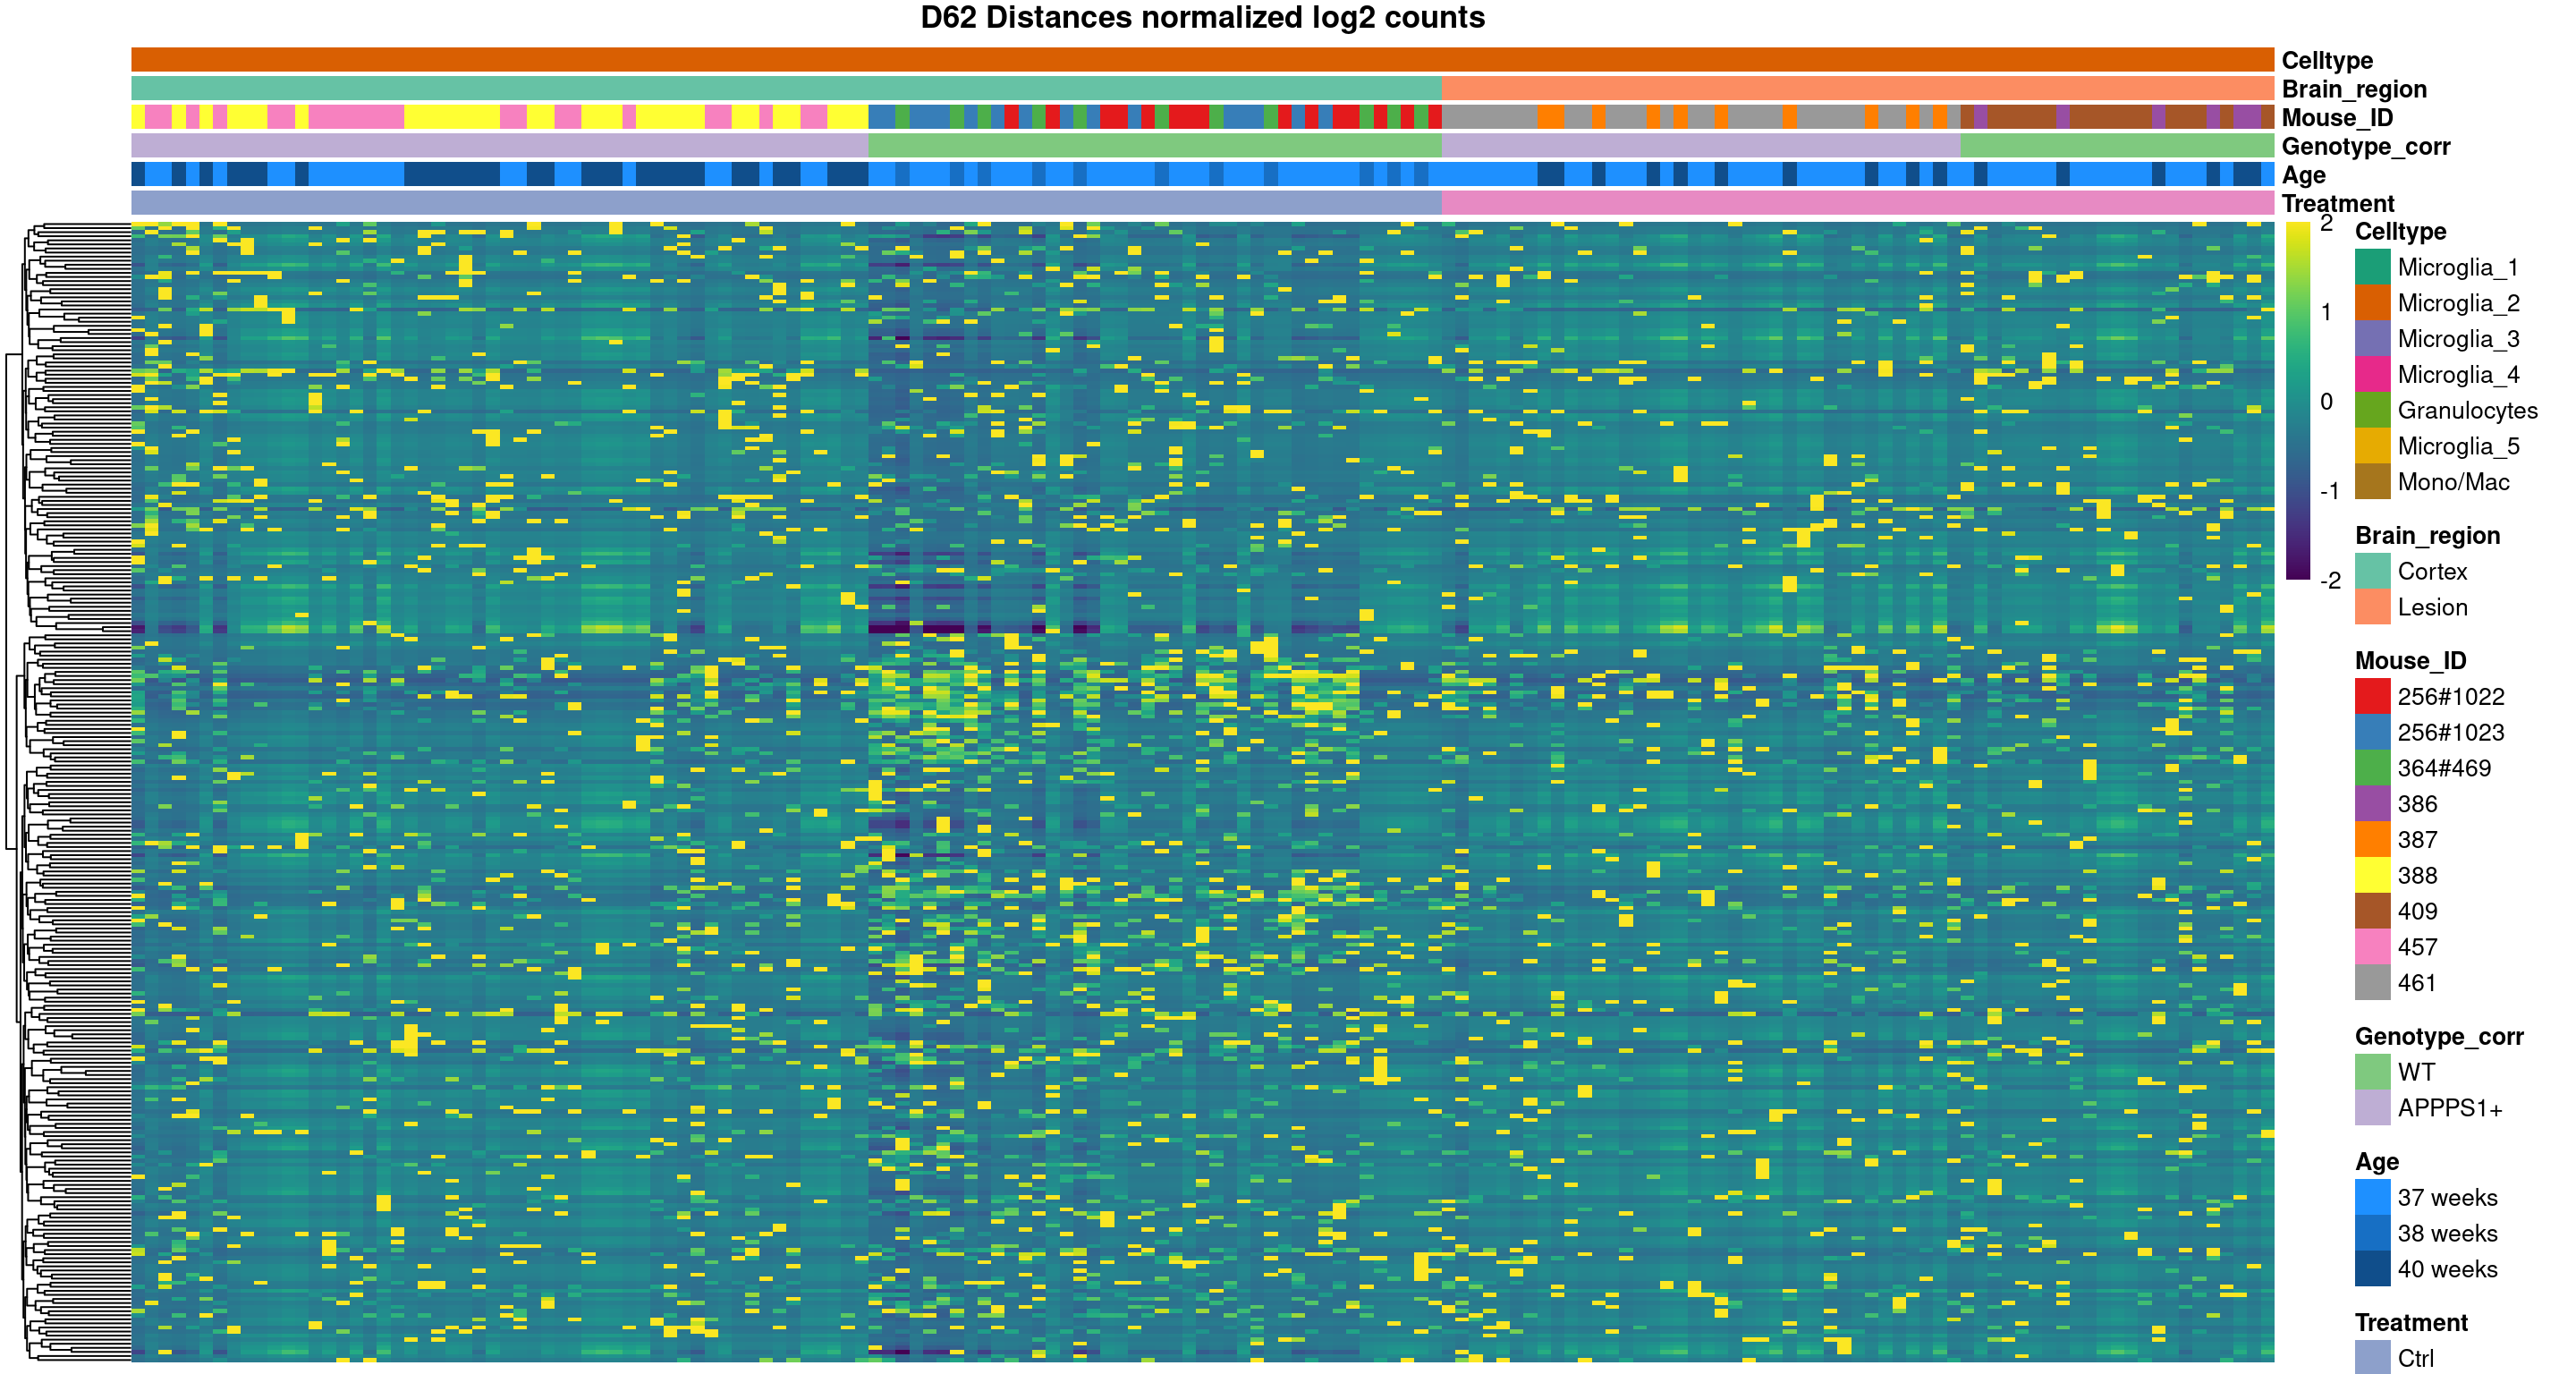 D62 Distances normalized log2 counts
Celltype
Brain_region
Mouse_ID
Genotype_corr
Age
Treatment
2
1
0
-1
-2
Celltype
Microglia_1
Microglia_2
Microglia_3
Microglia_4
Granulocytes
Microglia_5
Mono/Mac
Brain_region
Cortex
Lesion
Mouse_ID
256#1022
256#1023
364#469
386
387
388
409
457
461
Genotype_corr
WT
APPPS1+
Age
37 weeks
38 weeks
40 weeks
Treatment
Ctrl